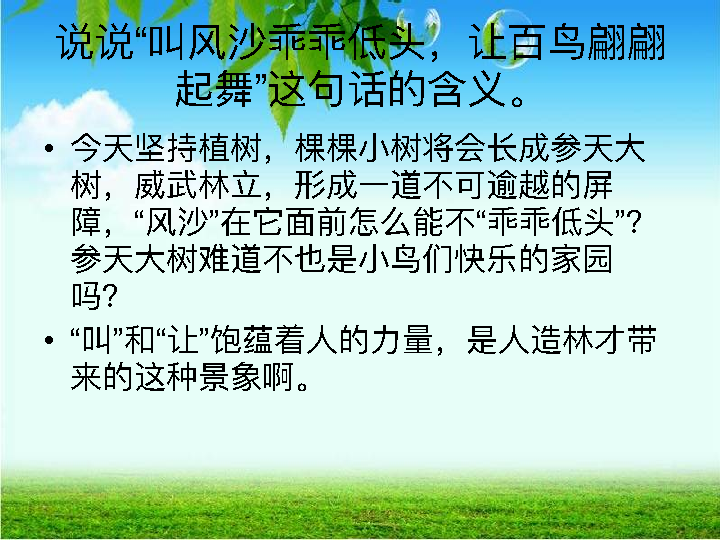 说说“叫风沙乖乖低头，让百鸟翩翩
起舞”这句话的含义。
• 今天坚持植树，棵棵小树将会长成参天大
树，威武林立，形成一道不可逾越的屏
障，“风沙”在它面前怎么能不“乖乖低头”？
参天大树难道不也是小鸟们快乐的家园
吗？
• “叫”和“让”饱蕴着人的力量，是人造林才带
来的这种景象啊。